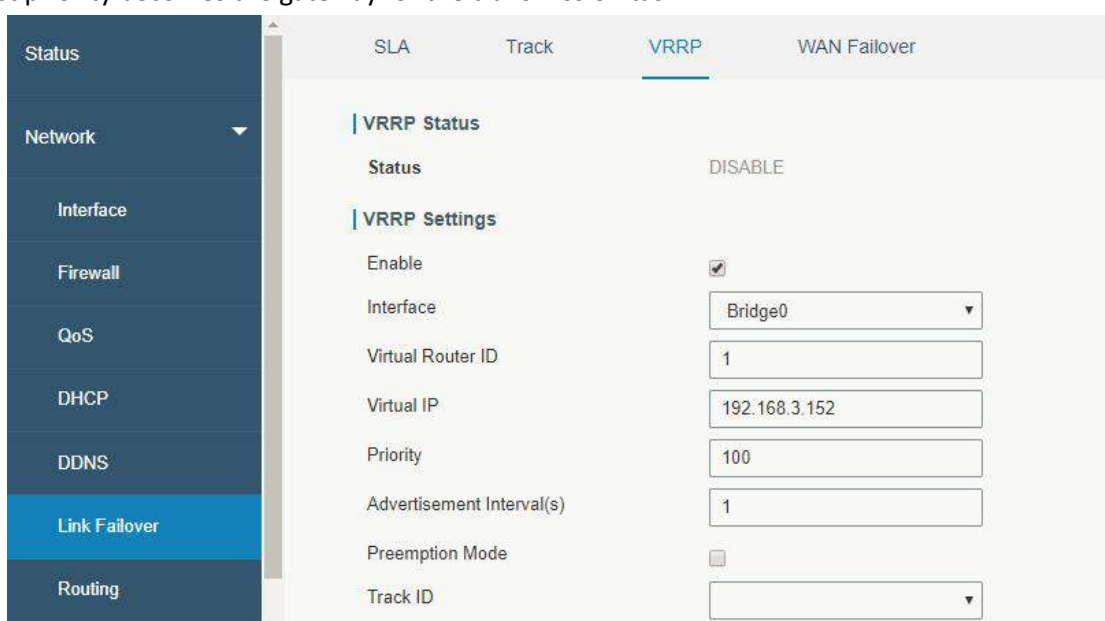 Status
Network
Interface
Firewall
QoS
DHCP
DDNS
Link Failover
Routing
SLA Track VRRP WAN Failover
VRRP Status
Status DISABLE
VRRP Settings
Enable
Interface Bridge0
Virtual Router ID 1
Virtual IP 192.168.3.152
Priority 100
Advertisement Interval(s) 1
Preemption Mode
Track ID